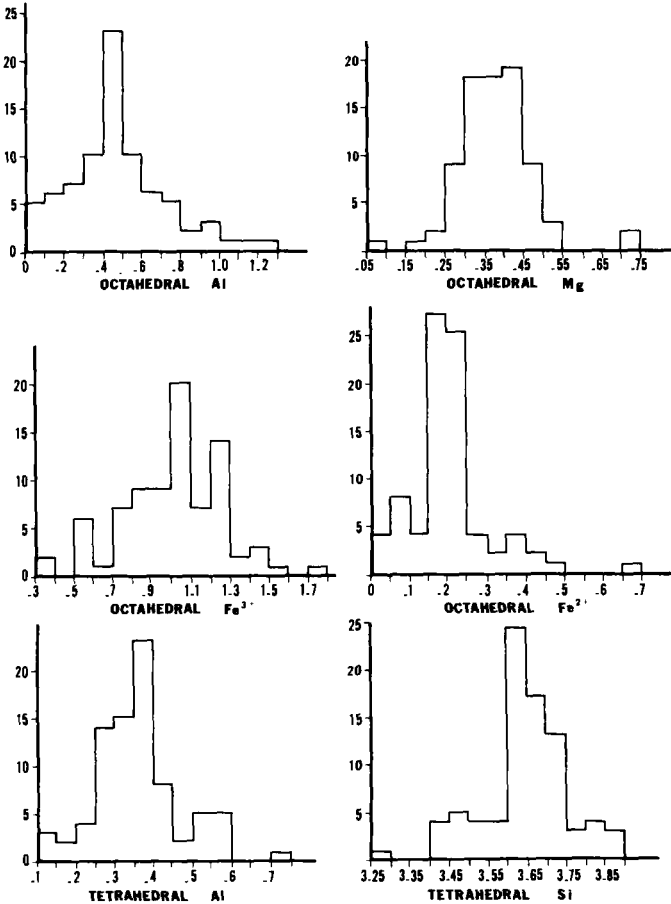 25
20
15
10
5
0
0 .2 .4 .6 .8 1.0 1.2
OCTAHEDRAL Al
20
15
10
5
.05 .15 .25 .35 .45 .55 .65 .75
OCTAHEDRAL Mg
20
15
10
5
0
.3 .5 .7 .9 1.1 1.3 1.5 1.7
OCTAHEDRAL Fe³⁺
25
20
15
10
5
0 .1 .2 .3 .4 .5 .6 .7
OCTAHEDRAL Fe²⁺
20
15
10
5
0
.1 .2 .3 .4 .5 .6 .7
TETRAHEDRAL Al
25
20
15
10
5
3.25 3.35 3.45 3.55 3.65 3.75 3.85
TETRAHEDRAL Si